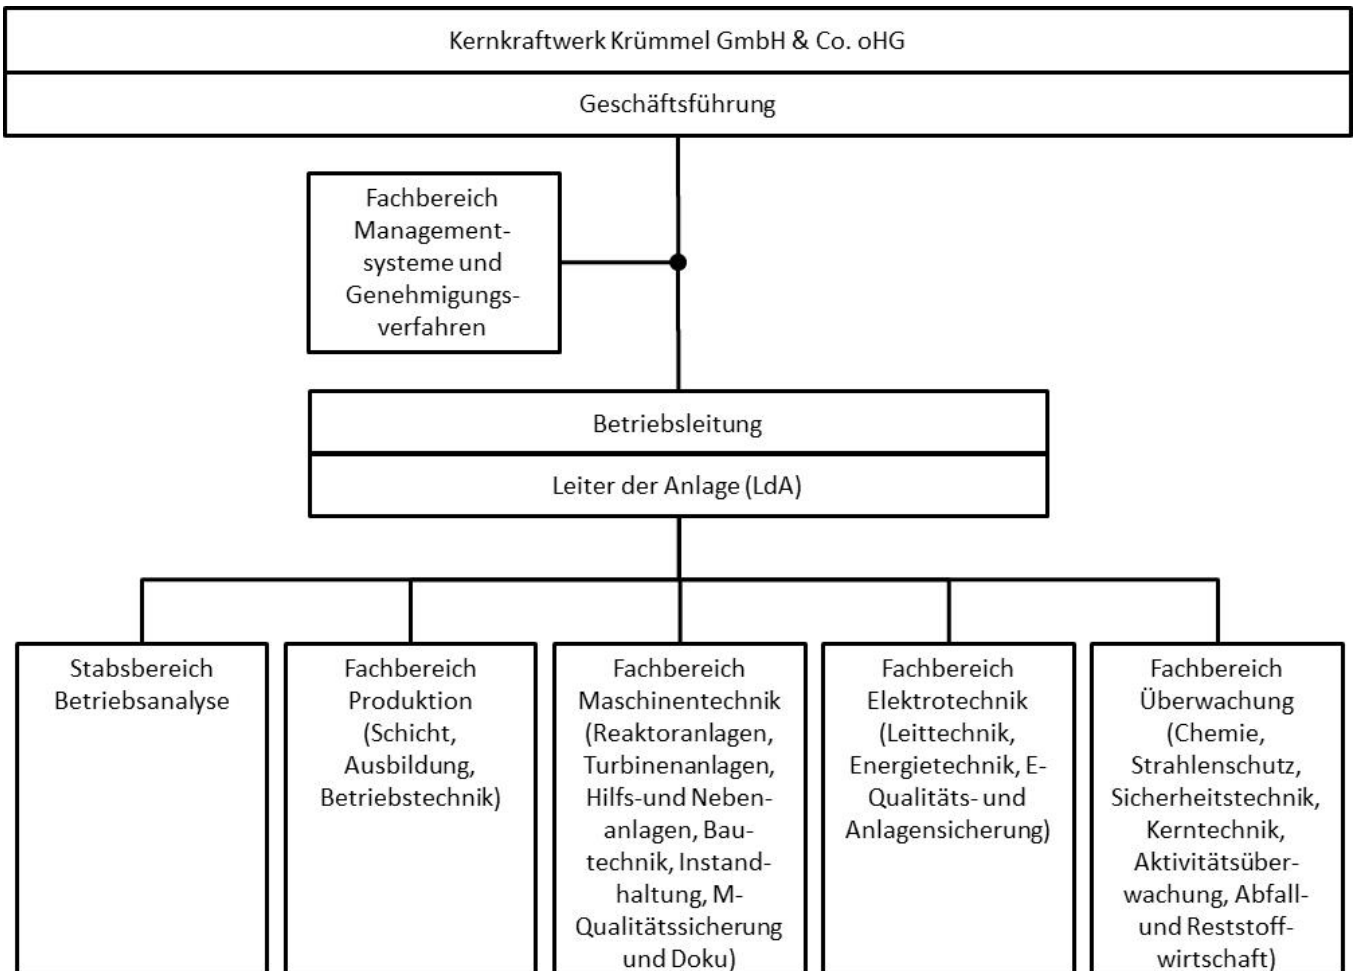 Kernkraftwerk Krümmel GmbH & Co. oHG
Geschäftsführung
Fachbereich
Management-
systeme und
Genehmigungs-
verfahren
Betriebsleitung
Leiter der Anlage (LdA)
Stabsbereich
Betriebsanalyse
Fachbereich
Produktion
(Schicht,
Ausbildung,
Betriebstechnik)
Fachbereich
Maschinentechnik
(Reaktoranlagen,
Turbinenanlagen,
Hilfs-und Neben-
anlagen, Bau-
technik, Instand-
haltung, M-
Qualitätssicherung
und Doku)
Fachbereich
Elektrotechnik
(Leittechnik,
Energietechnik, E-
Qualitäts- und
Anlagensicherung)
Fachbereich
Überwachung
(Chemie,
Strahlenschutz,
Sicherheitstechnik,
Kerntechnik,
Aktivitätsüber-
wachung, Abfall-
und Reststoff-
wirtschaft)